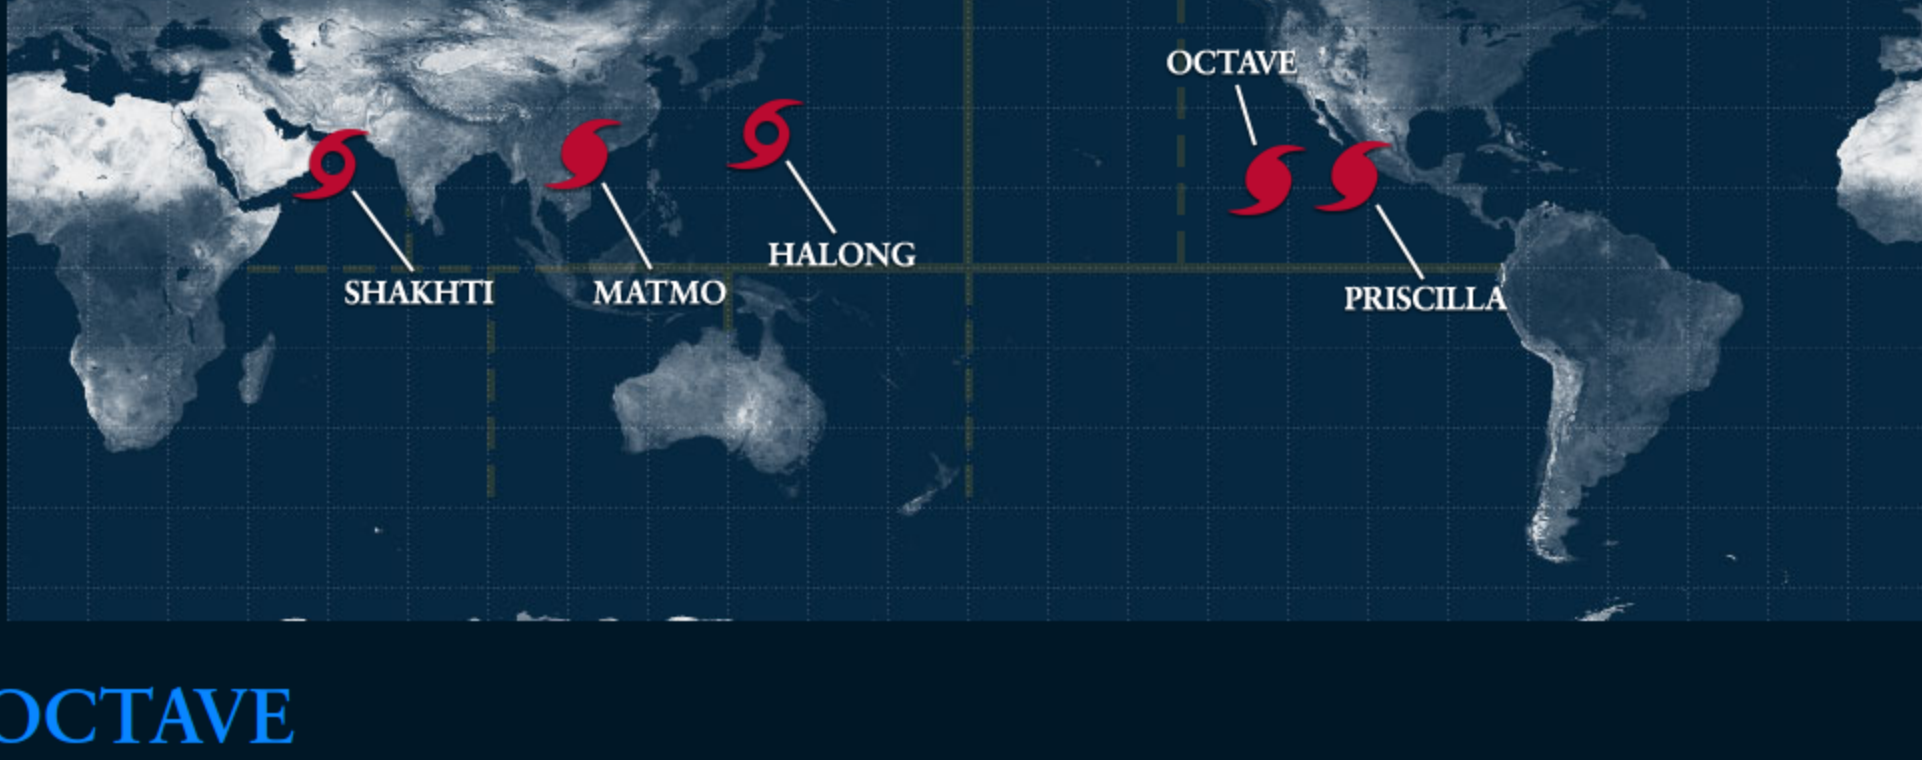 OCTAVE
HALONG
SHAKHTI
MATMO
PRISCILLA
OCTAVE